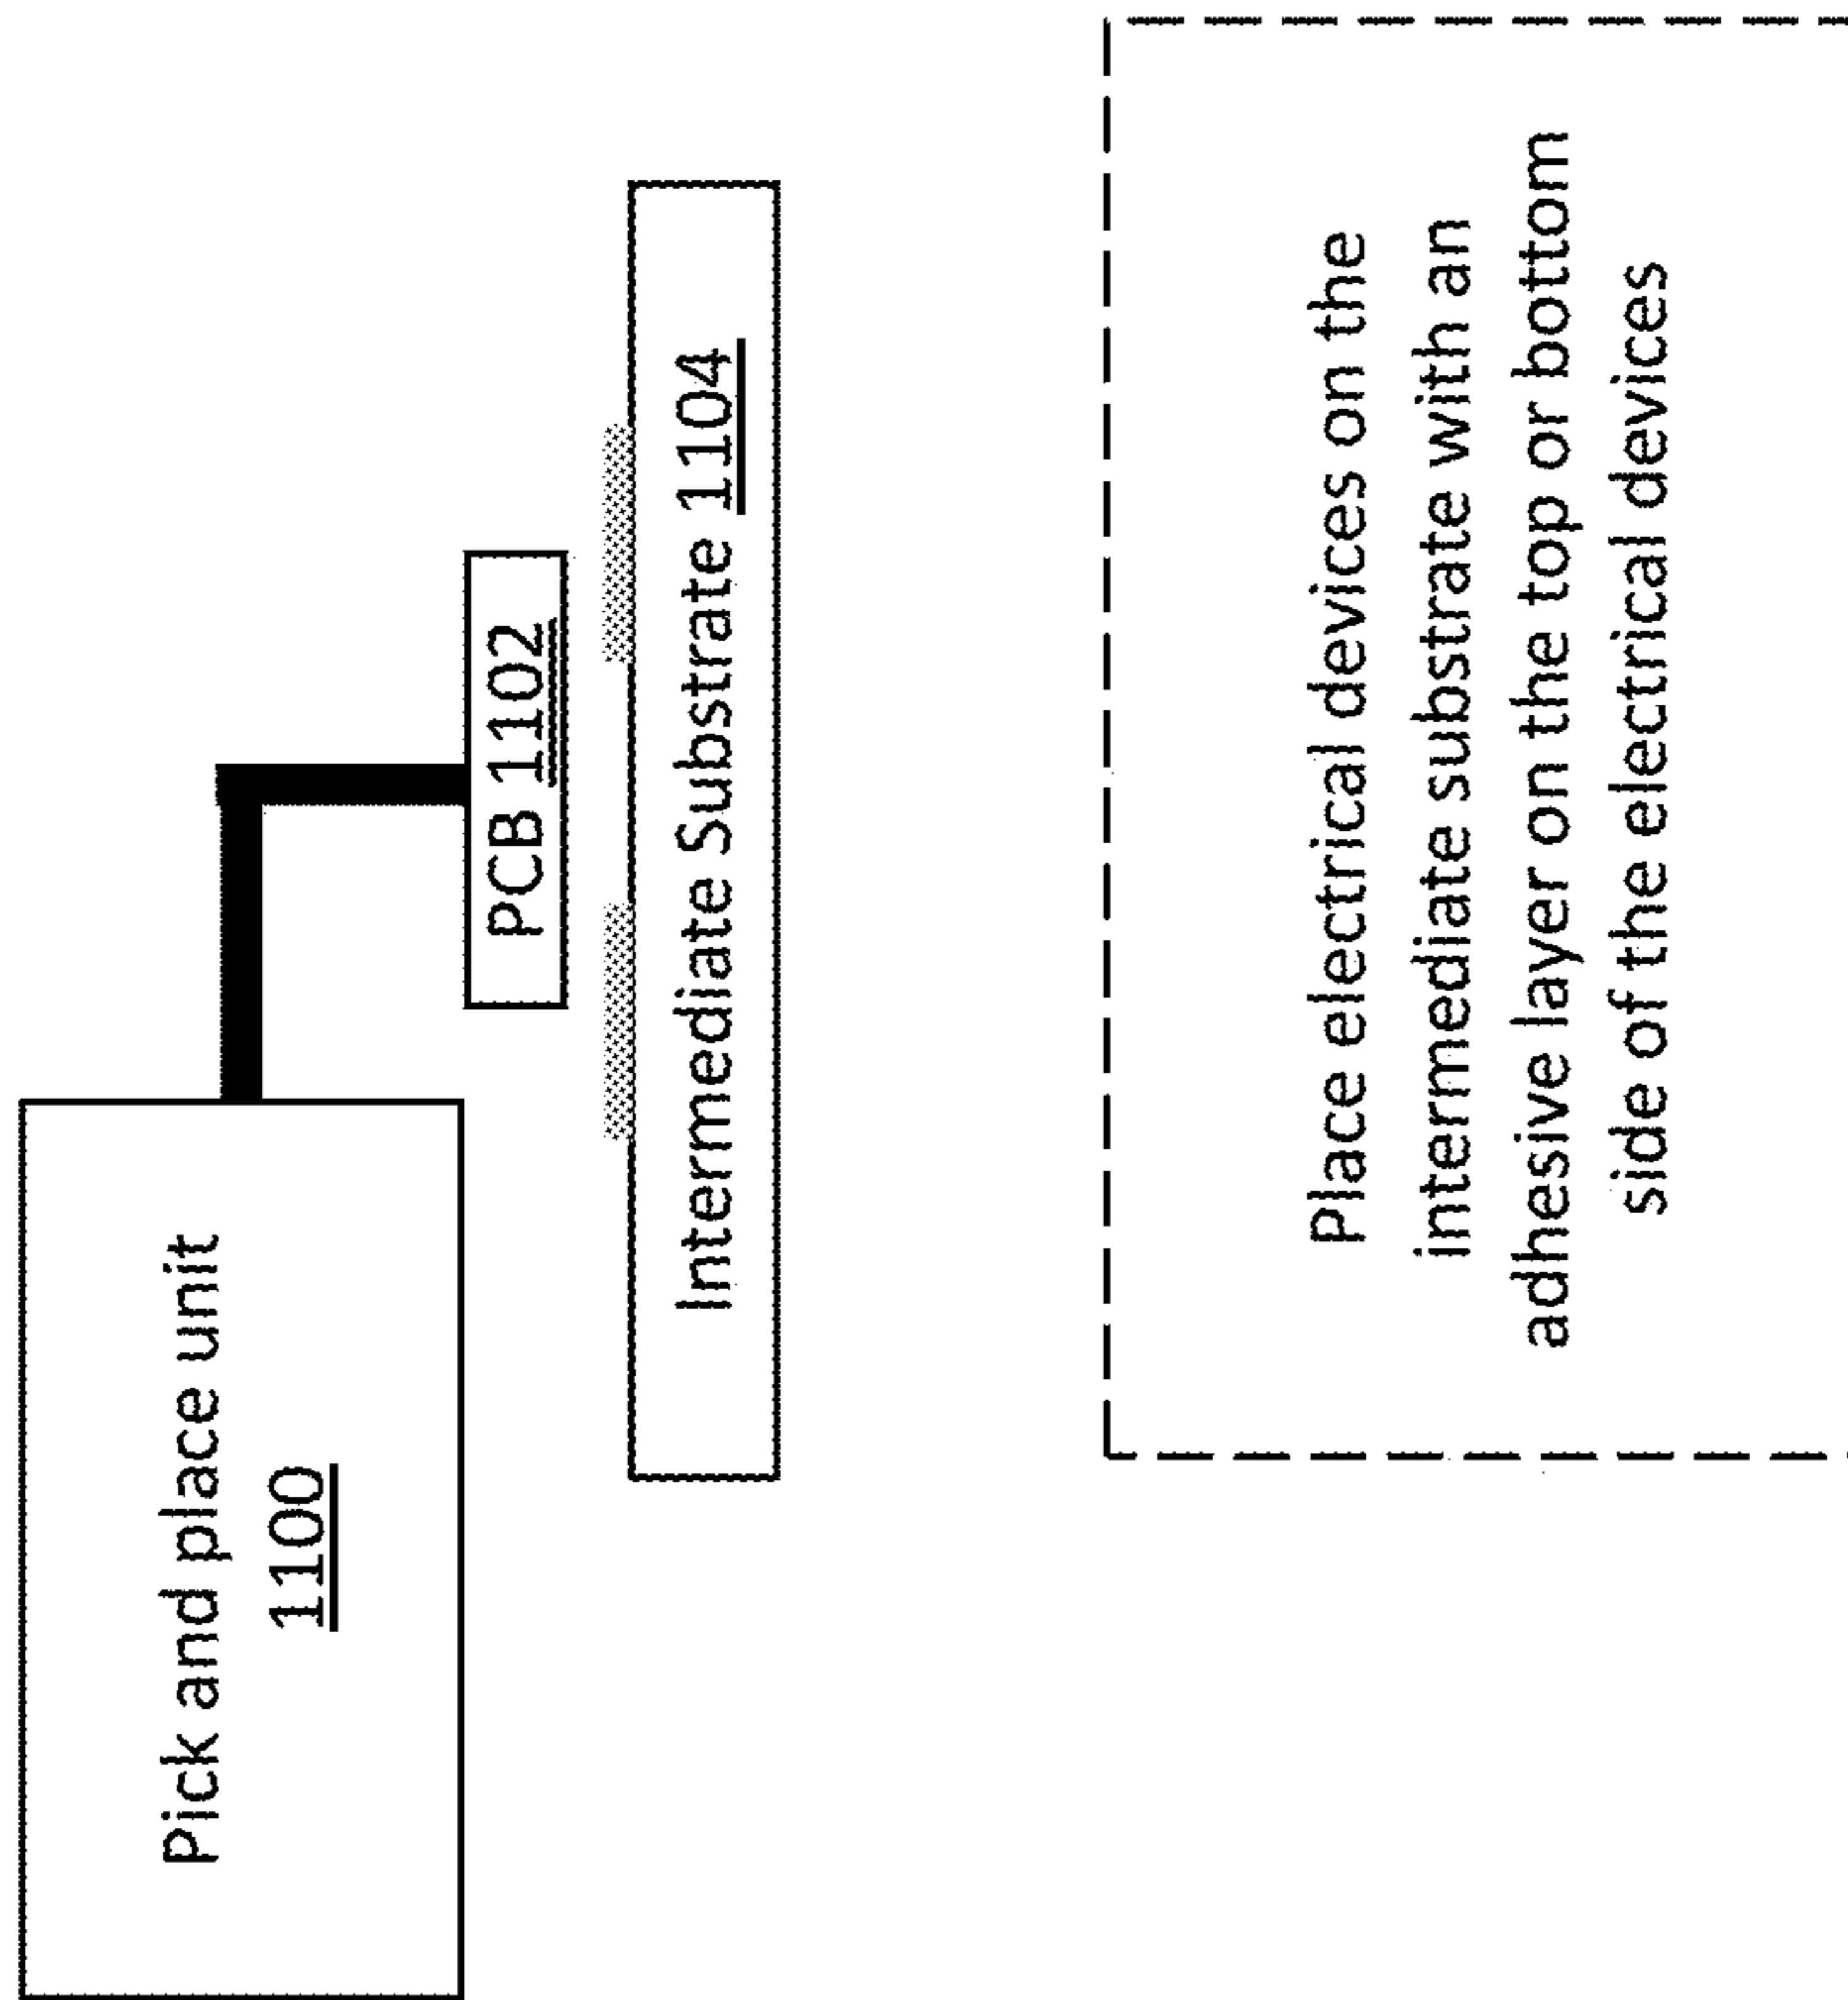 Pick and place unit
1100
PCB 1102
Intermediate Substrate 1104
Place electrical devices on the
intermediate substrate with an
adhesive layer on the top or bottom
side of the electrical devices